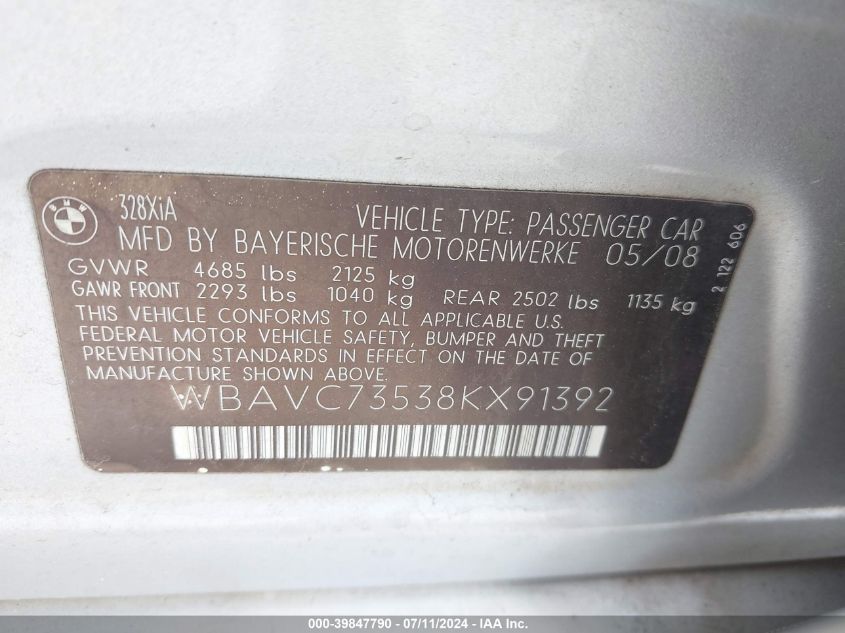 BMW
328XiA
VEHICLE TYPE: PASSENGER CAR
MFD BY BAYERISCHE MOTORENWERKE 05/08
GVWR 4685 lbs 2125 kg
GAWR FRONT 2293 lbs 1040 kg REAR 2502 lbs 1135 kg
THIS VEHICLE CONFORMS TO ALL APPLICABLE U.S.
FEDERAL MOTOR VEHICLE SAFETY, BUMPER AND THEFT
PREVENTION STANDARDS IN EFFECT ON THE DATE OF
MANUFACTURE SHOWN ABOVE.
WBAVC73538KX91392
2 122 606
000-39847790 - 07/11/2024 - IAA Inc.